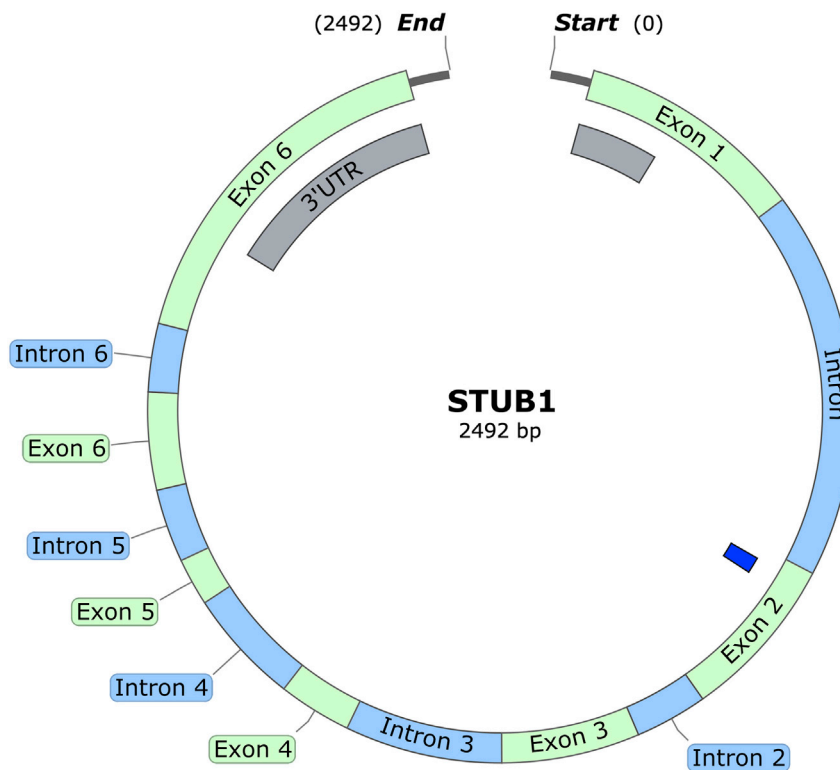 (2492) End
Start (0)
Exon 1
Intron
Exon 2
Intron 2
Exon 3
Intron 3
Exon 4
Intron 4
Exon 5
Intron 5
Exon 6
Intron 6
Exon 6
3'UTR
STUB1
2492 bp